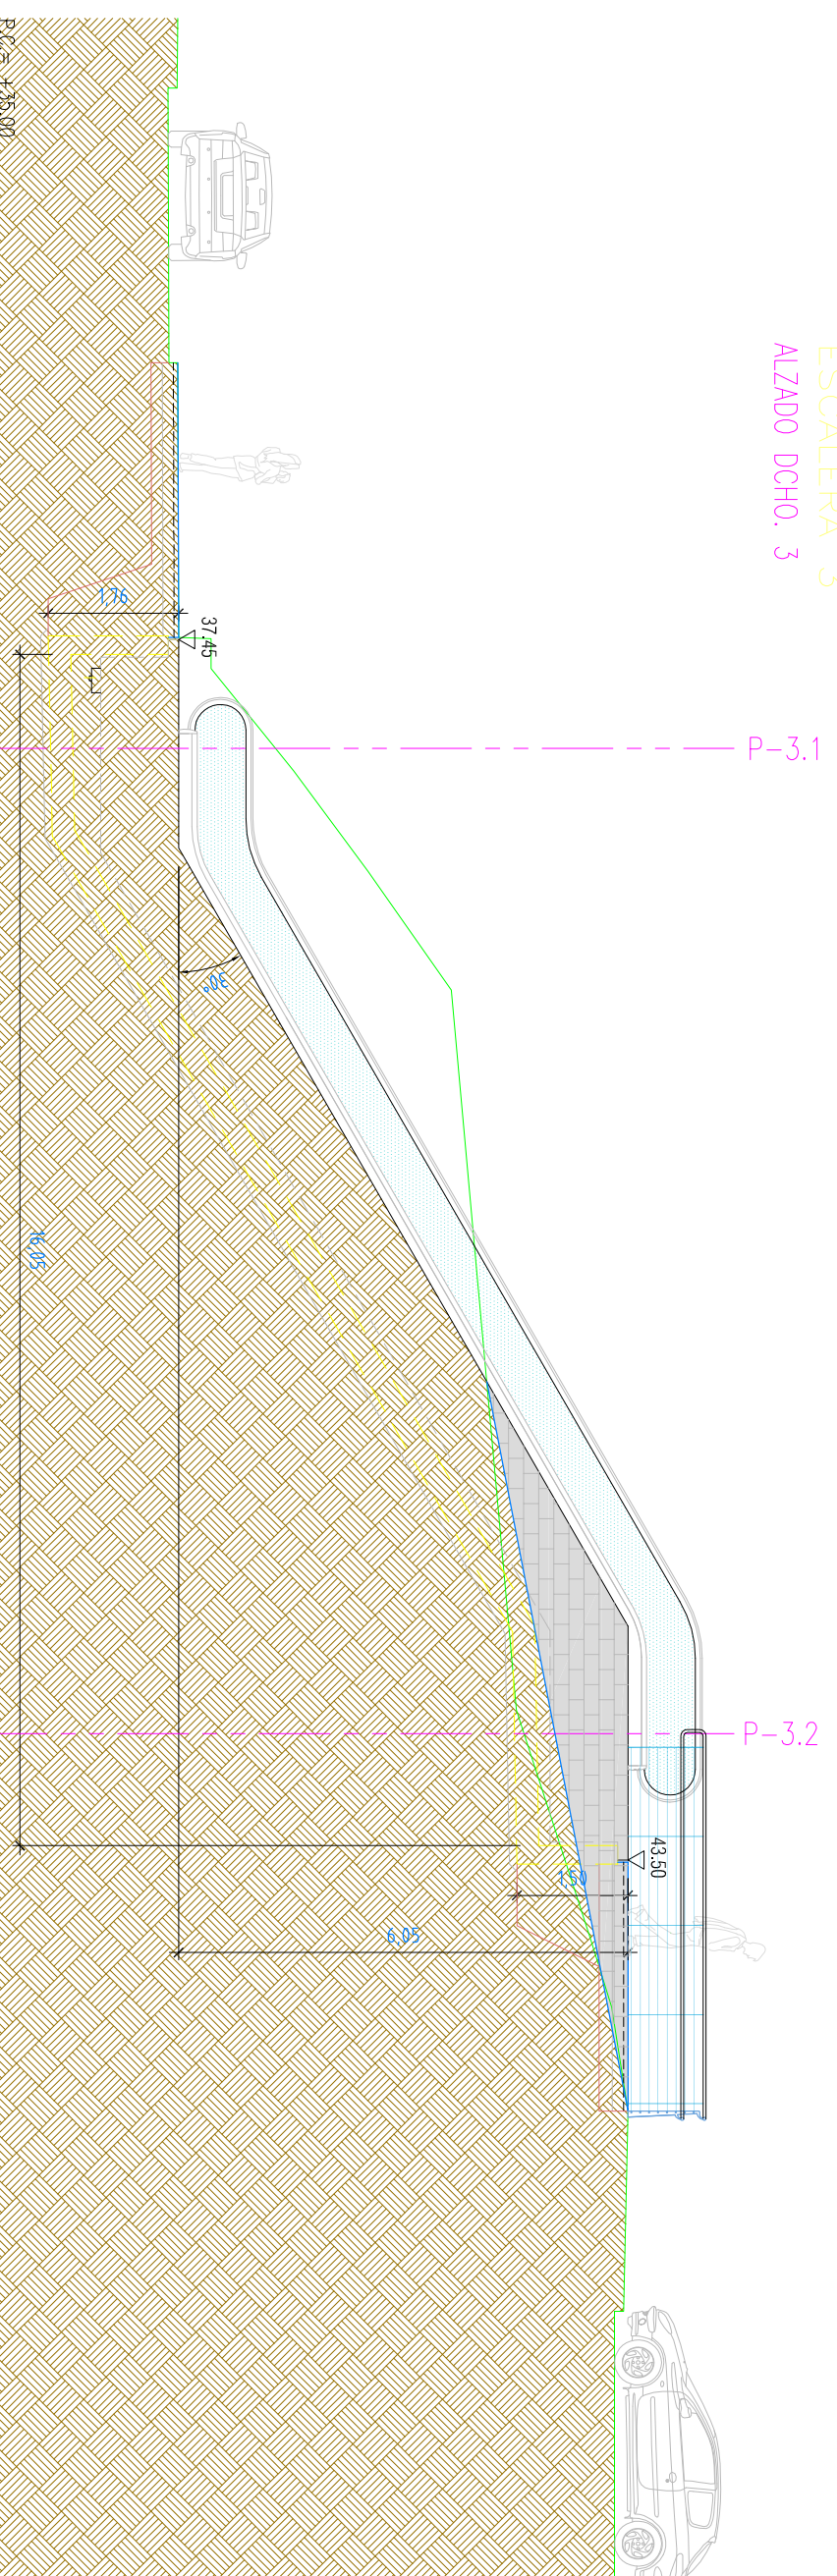 ESCALERA 3
ALZADO DCHO. 3
P-3.1
P-3.2
37.45
43.50
1,76
30°
1,50
6,05
16,05
P.C.= +35.00